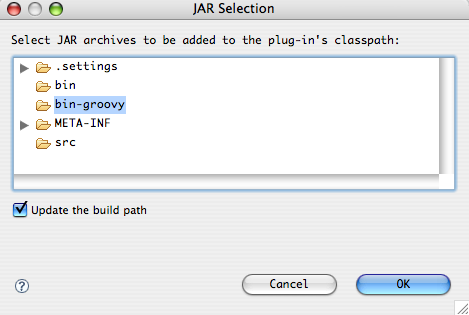 JAR Selection
Select JAR archives to be added to the plug-in's classpath:
.settings
bin
bin-groovy
META-INF
src
Update the build path
?
Cancel OK